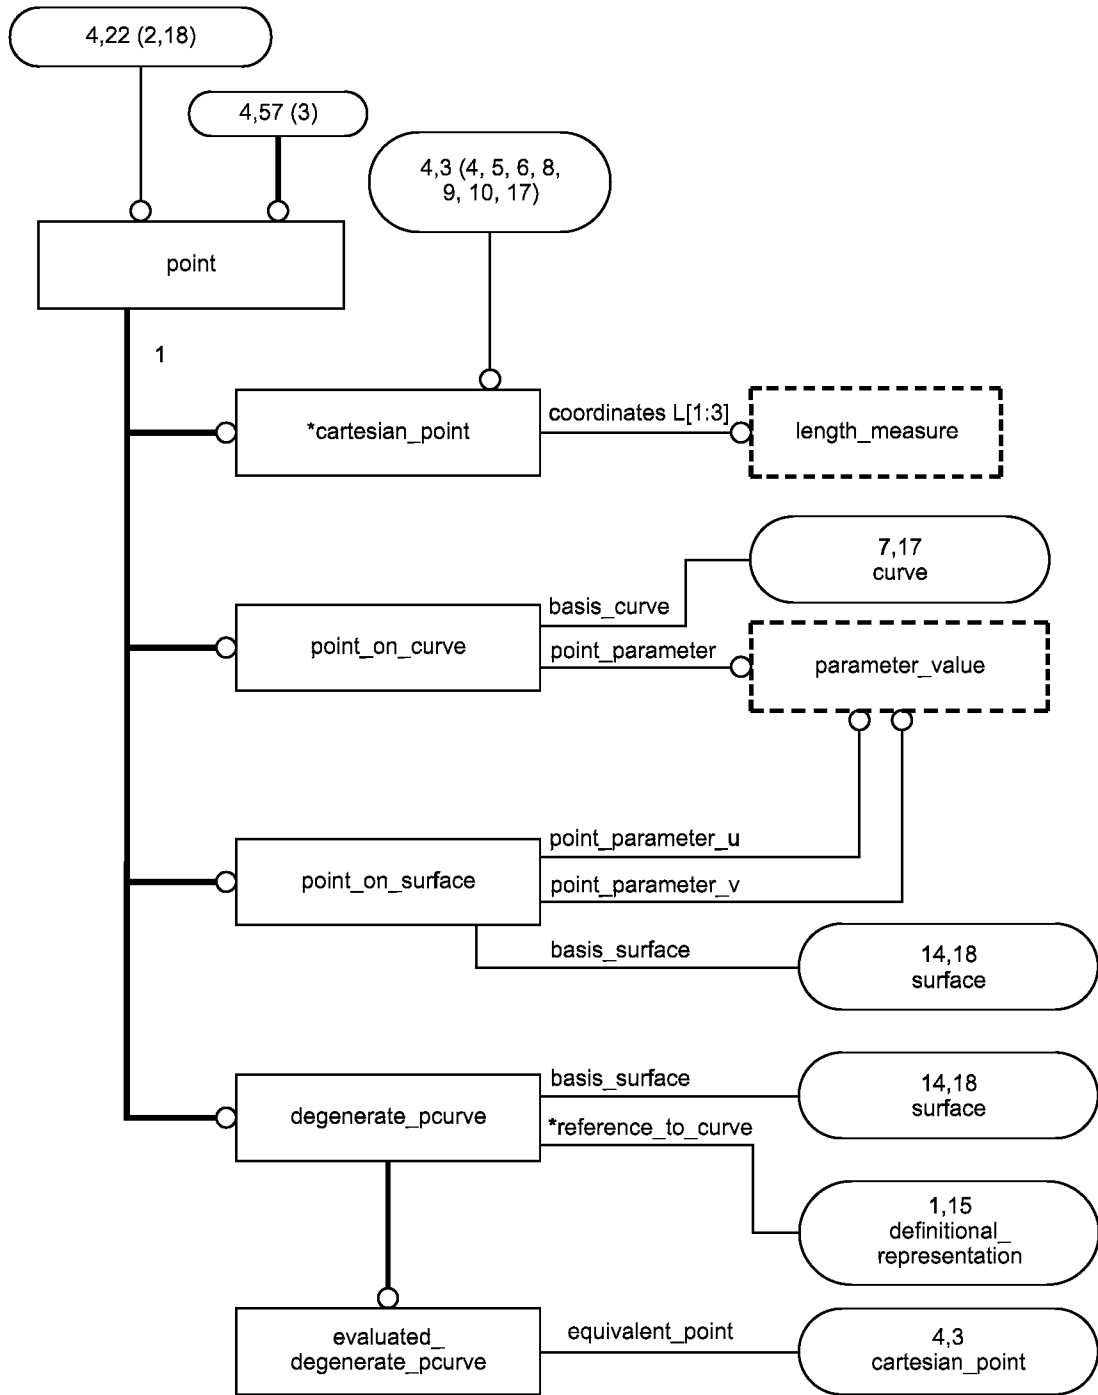 4,22 (2,18)
4,57 (3)
4,3 (4, 5, 6, 8,
9, 10, 17)
point
1
*cartesian_point
coordinates L[1:3]
length_measure
7,17
curve
basis_curve
point_on_curve
point_parameter
parameter_value
point_parameter_u
point_on_surface
point_parameter_v
basis_surface
14,18
surface
basis_surface
14,18
surface
degenerate_pcurve
*reference_to_curve
1,15
definitional_
representation
evaluated_
degenerate_pcurve
equivalent_point
4,3
cartesian_point